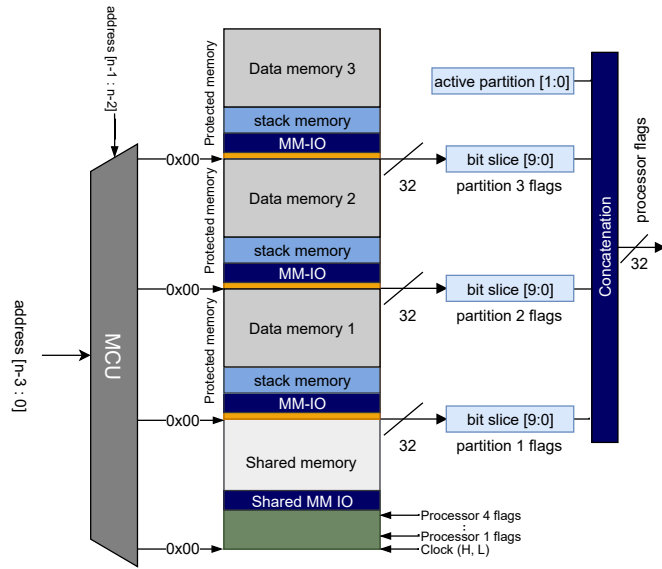 address [n-1 : n-2]
Protected memory
Data memory 3
active partition [1:0]
stack memory
MM-IO
0x00
32
bit slice [9:0]
partition 3 flags
processor flags
Protected memory
Data memory 2
Concatenation
32
stack memory
MM-IO
0x00
32
bit slice [9:0]
partition 2 flags
address [n-3 : 0]
MCU
Protected memory
Data memory 1
stack memory
MM-IO
0x00
32
bit slice [9:0]
partition 1 flags
Shared memory
Shared MM IO
Processor 4 flags
Processor 1 flags
0x00
Clock (H, L)